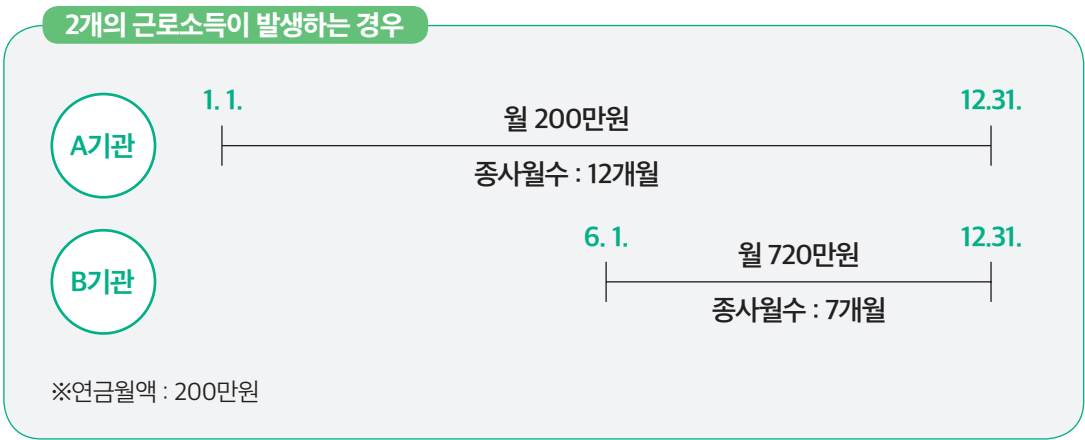 2개의 근로소득이 발생하는 경우
1. 1.
12.31.
A기관
월 200만원
종사월수 : 12개월
6. 1.
12.31.
B기관
월 720만원
종사월수 : 7개월
※연금월액 : 200만원